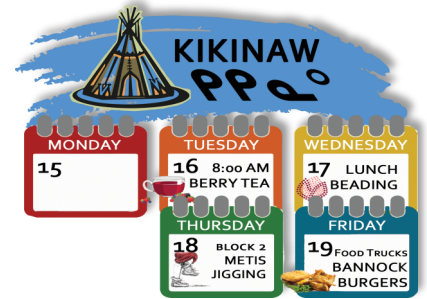 KIKINAW
ᑭᑭᓇᐤ
MONDAY
15
TUESDAY
16 8:00 AM
BERRY TEA
WEDNESDAY
17 LUNCH
BEADING
THURSDAY
18 BLOCK 2
METIS
JIGGING
FRIDAY
19 FOOD TRUCKS
BANNOCK
BURGERS